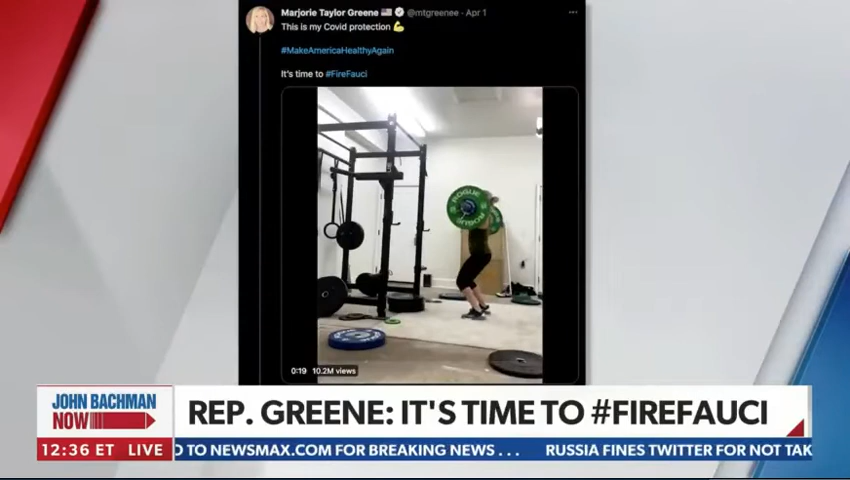 Marjorie Taylor Greene @mtgreenee · Apr 1
This is my Covid protection
#MakeAmericaHealthyAgain
It's time to #FireFauci
ROGUE
ROGUE
0:19 10.2M views
JOHN BACHMAN
NOW
REP. GREENE: IT'S TIME TO #FIREFAUCI
12:36 ET LIVE
O TO NEWSMAX.COM FOR BREAKING NEWS . . . RUSSIA FINES TWITTER FOR NOT TAK